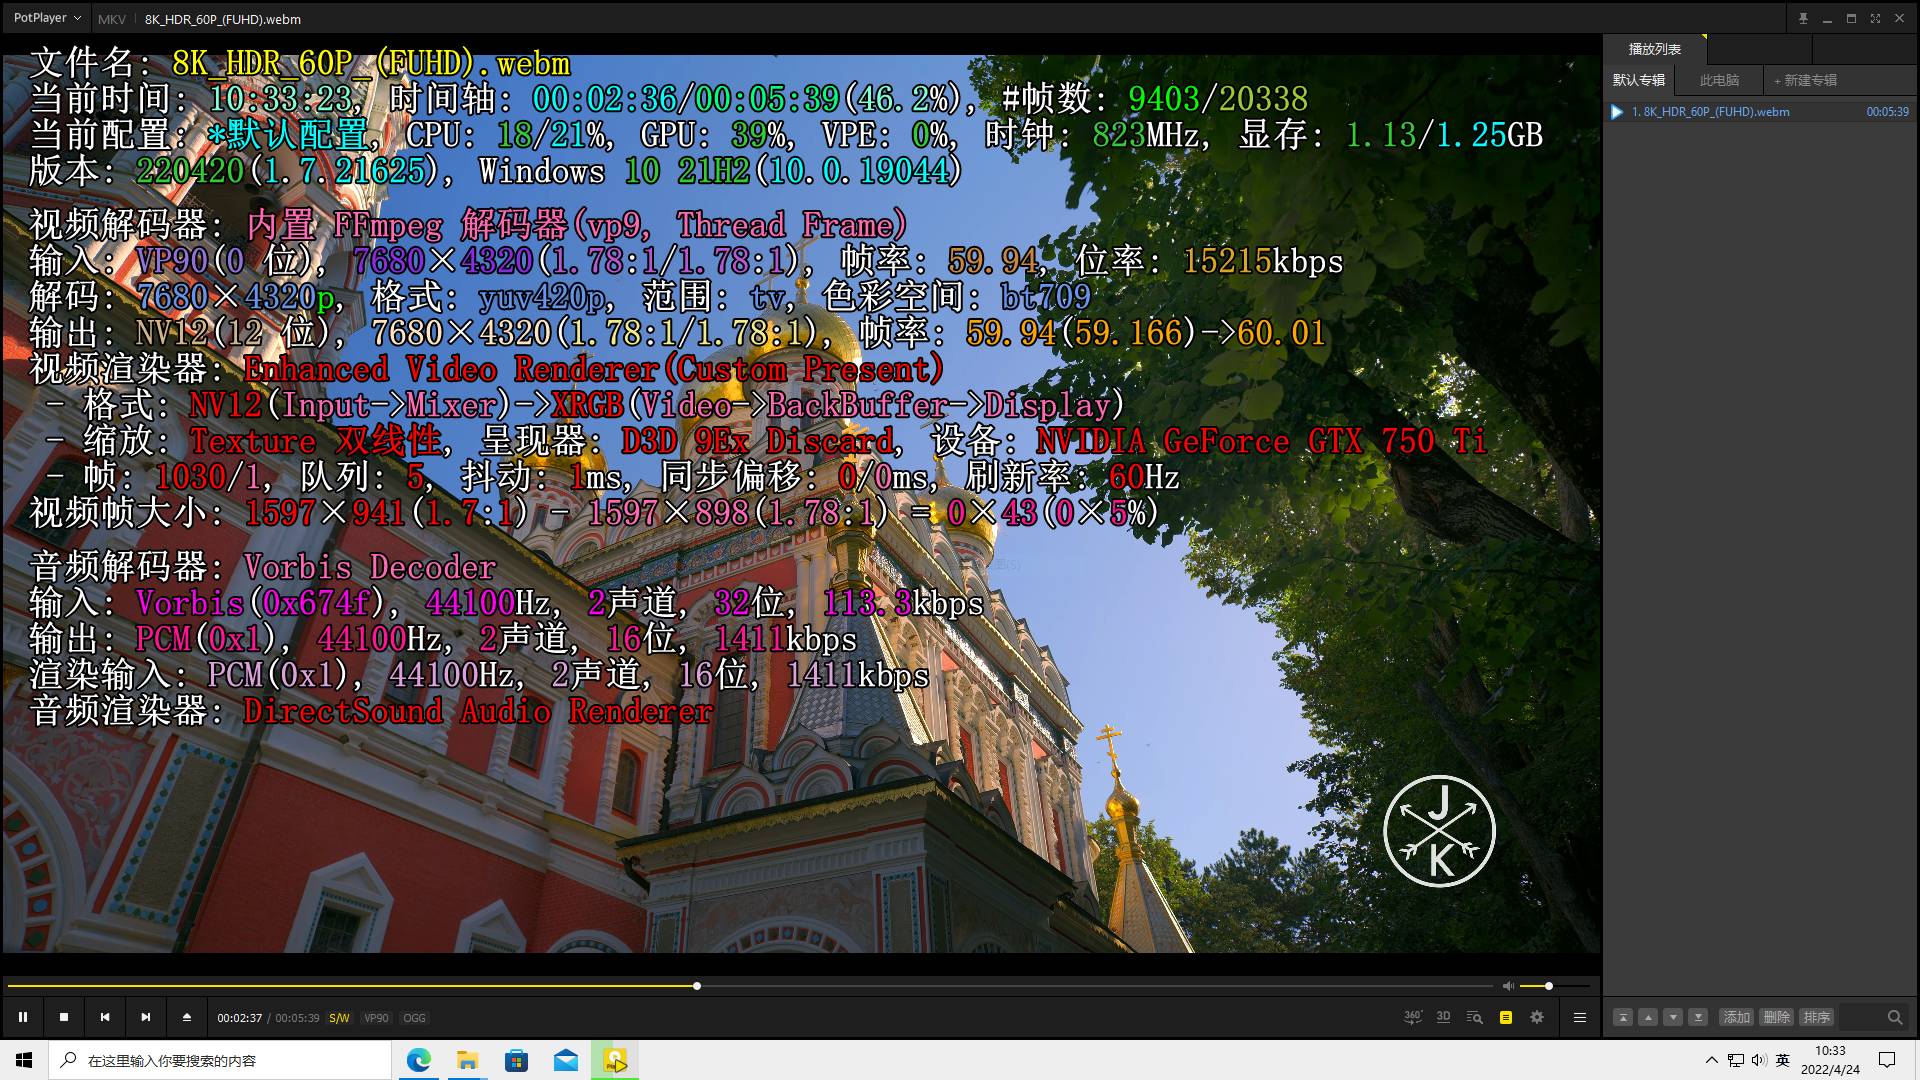 PotPlayer MKV 8K_HDR_60P_(FUHD).webm
文件名: 8K_HDR_60P_(FUHD).webm
当前时间: 10:33:23, 时间轴: 00:02:36/00:05:39(46.2%), #帧数: 9403/20338
当前配置: *默认配置, CPU: 18/21%, GPU: 39%, VPE: 0%, 时钟: 823MHz, 显存: 1.13/1.25GB
版本: 220420(1.7.21625), Windows 10 21H2(10.0.19044)
视频解码器: 内置 FFmpeg 解码器(vp9, Thread Frame)
输入: VP90(0 位), 7680×4320(1.78:1/1.78:1), 帧率: 59.94, 位率: 15215kbps
解码: 7680×4320p, 格式: yuv420p, 范围: tv, 色彩空间: bt709
输出: NV12(12 位), 7680×4320(1.78:1/1.78:1), 帧率: 59.94(59.166)->60.01
视频渲染器: Enhanced Video Renderer(Custom Present)
- 格式: NV12(Input->Mixer)->XRGB(Video->BackBuffer->Display)
- 缩放: Texture 双线性, 呈现器: D3D 9Ex Discard, 设备: NVIDIA GeForce GTX 750 Ti
- 帧: 1030/1, 队列: 5, 抖动: 1ms, 同步偏移: 0/0ms, 刷新率: 60Hz
视频帧大小: 1597×941(1.7:1) - 1597×898(1.78:1) = 0×43(0×5%)
音频解码器: Vorbis Decoder
输入: Vorbis(0x674f), 44100Hz, 2声道, 32位, 113.3kbps
输出: PCM(0x1), 44100Hz, 2声道, 16位, 1411kbps
渲染输入: PCM(0x1), 44100Hz, 2声道, 16位, 1411kbps
音频渲染器: DirectSound Audio Renderer
J
K
播放列表
默认专辑 此电脑 + 新建专辑
1. 8K_HDR_60P_(FUHD).webm 00:05:39
00:02:37 / 00:05:39 S/W VP90 OGG
360° 3D
添加 删除 排序
在这里输入你要搜索的内容
英
10:33
2022/4/24